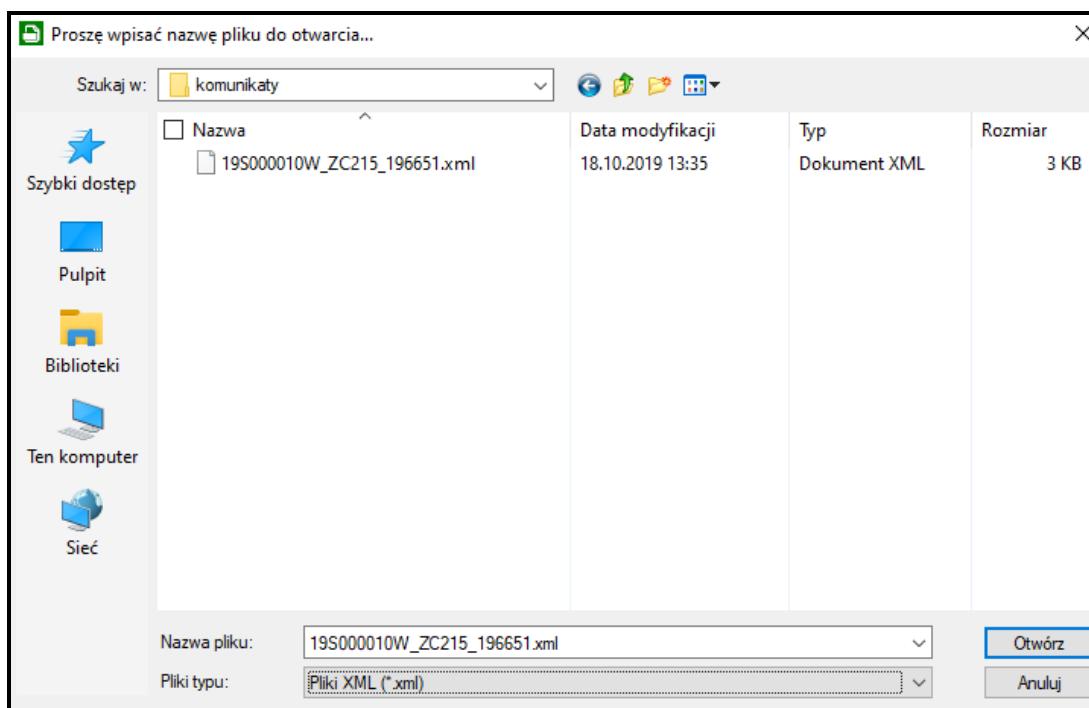 Proszę wpisać nazwę pliku do otwarcia...
Szukaj w: komunikaty
Nazwa Data modyfikacji Typ Rozmiar
19S000010W_ZC215_196651.xml 18.10.2019 13:35 Dokument XML 3 KB
Szybki dostęp
Pulpit
Biblioteki
Ten komputer
Sieć
Nazwa pliku: 19S000010W_ZC215_196651.xml Otwórz
Pliki typu: Pliki XML (*.xml) Anuluj